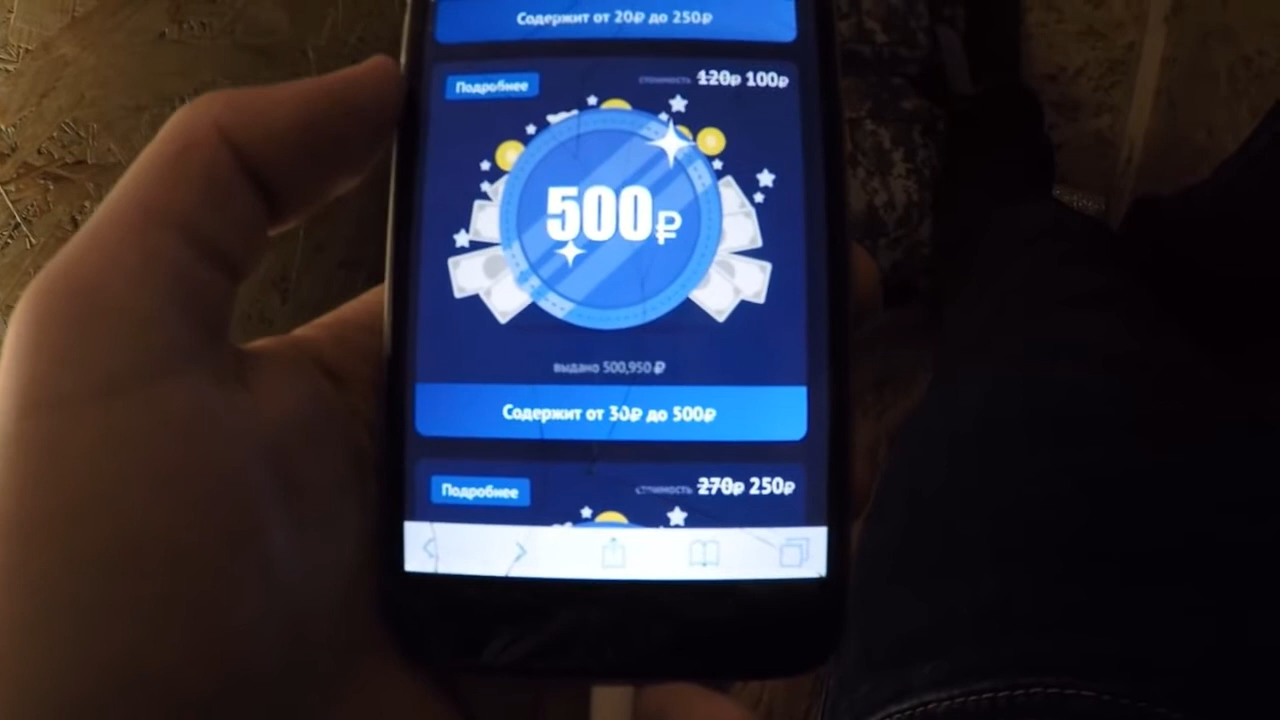 Содержит от 20₽ до 250₽
Подробнее
стоимость 120₽ 100₽
500₽
выдано 500,950 ₽
Содержит от 30₽ до 500₽
Подробнее
стоимость 270₽ 250₽